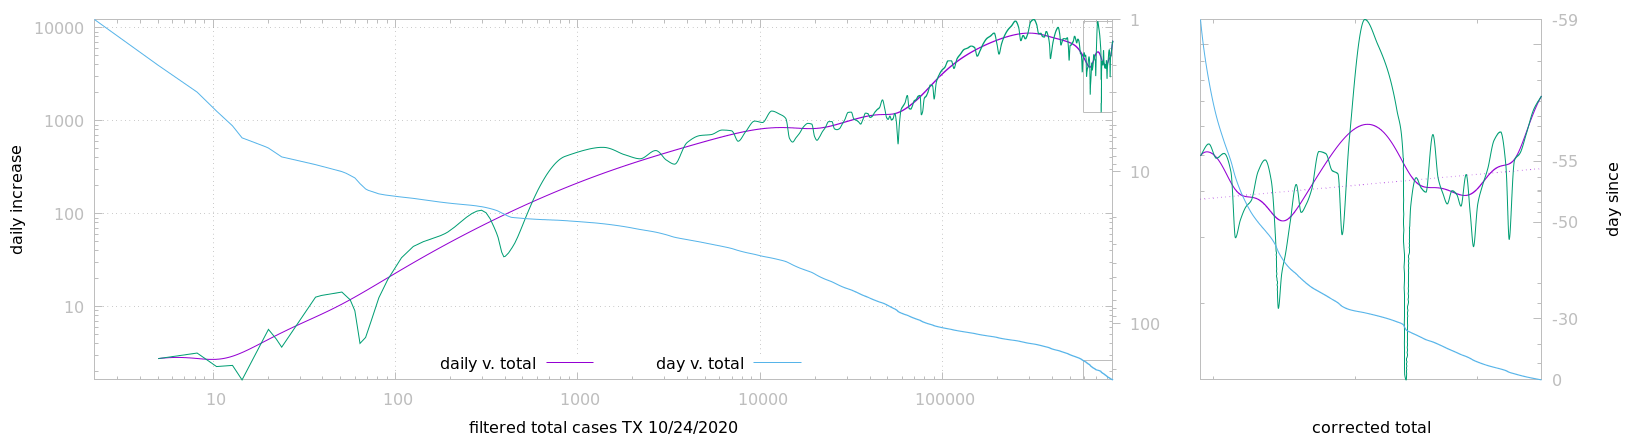 10000
1000
100
10
daily increase
10
100
1000
10000
100000
filtered total cases TX 10/24/2020
daily v. total
day v. total
1
10
100
-59
-55
-50
-30
0
day since
corrected total